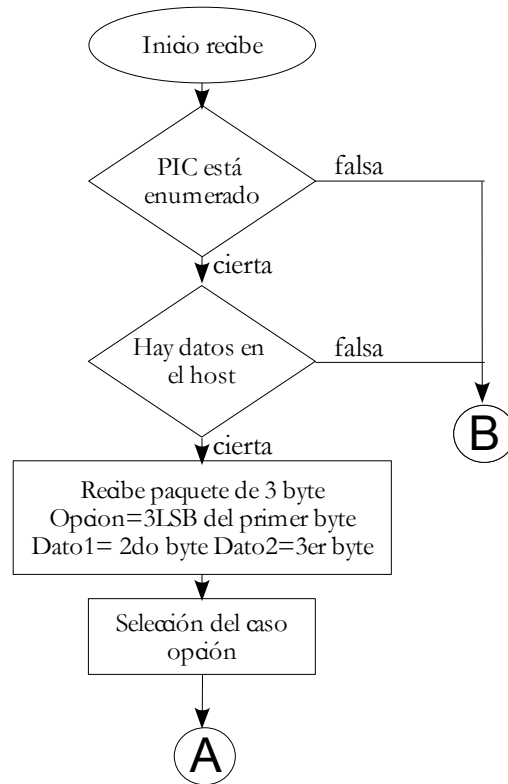 Inicio recibe
PIC está
enumerado
falsa
cierta
Hay datos en
el host
falsa
B
cierta
Recibe paquete de 3 byte
Opcion=3LSB del primer byte
Dato1= 2do byte Dato2=3er byte
Selección del caso
opción
A